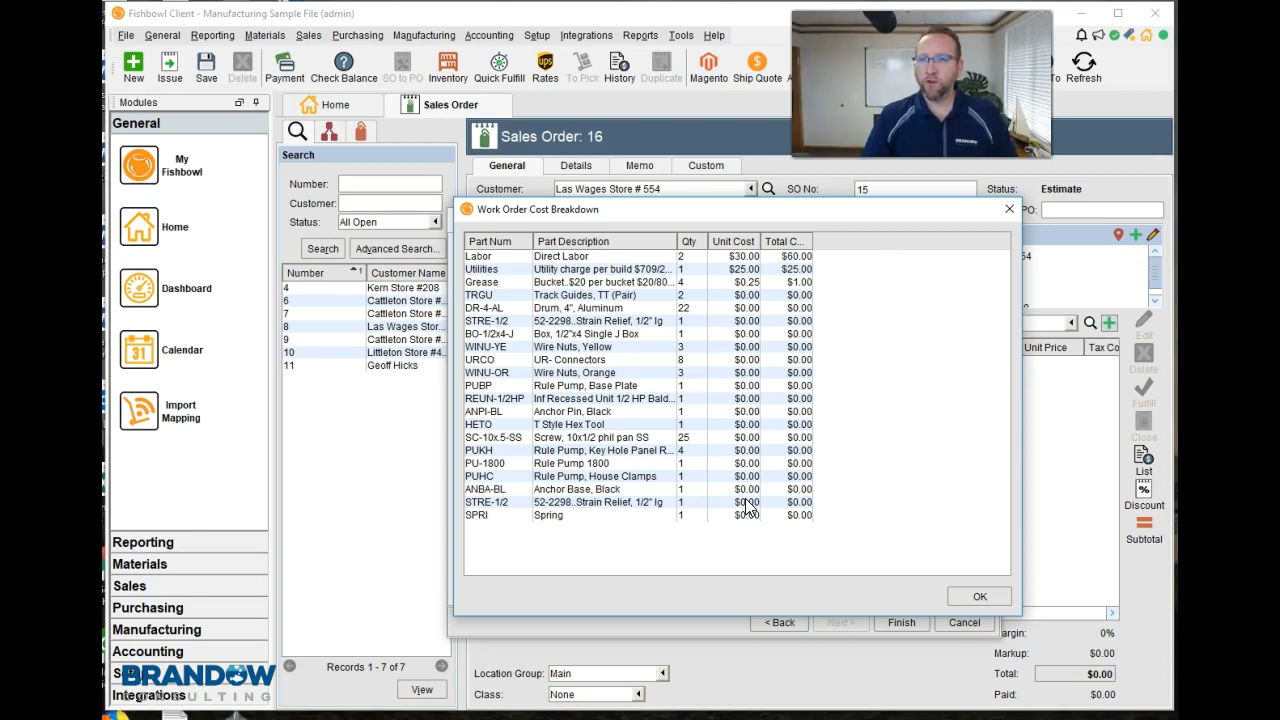 Fishbowl Client - Manufacturing Sample File (admin)
File General Reporting Materials Sales Purchasing Manufacturing Accounting Setup Integrations Reports Tools Help
New Issue Save Delete Payment Check Balance SO to PO Inventory Quick Fulfill Rates To Pick History Duplicate Magento Ship Quote Refresh
Modules
Home
Sales Order
General
My Fishbowl
Home
Dashboard
Calendar
Import Mapping
Reporting
Materials
Sales
Purchasing
Manufacturing
Accounting
Integrations
BRANDOW
CONSULTING
Search
Number:
Customer:
Status: All Open
Search Advanced Search...
Number 1 Customer Name
4 Kern Store #208
6 Cattleton Store #...
7 Cattleton Store #...
8 Las Wages Stor...
9 Cattleton Store #...
10 Littleton Store #4...
11 Geoff Hicks
Records 1 - 7 of 7
View
Sales Order: 16
General Details Memo Custom
Customer: Las Wages Store # 554 SO No: 15 Status: Estimate
PO:
Work Order Cost Breakdown
Part Num Part Description Qty Unit Cost Total C...
Labor Direct Labor 2 $30.00 $60.00
Utilities Utility charge per build $709/2... 1 $25.00 $25.00
Grease Bucket..$20 per bucket $20/80... 4 $0.25 $1.00
TRGU Track Guides, TT (Pair) 2 $0.00 $0.00
DR-4-AL Drum, 4", Aluminum 22 $0.00 $0.00
STRE-1/2 52-2298..Strain Relief, 1/2" lg 1 $0.00 $0.00
BO-1/2x4-J Box, 1/2"x4 Single J Box 1 $0.00 $0.00
WINU-YE Wire Nuts, Yellow 3 $0.00 $0.00
URCO UR- Connectors 8 $0.00 $0.00
WINU-OR Wire Nuts, Orange 3 $0.00 $0.00
PUBP Rule Pump, Base Plate 1 $0.00 $0.00
REUN-1/2HP Inf Recessed Unit 1/2 HP Bald... 1 $0.00 $0.00
ANPI-BL Anchor Pin, Black 1 $0.00 $0.00
HETO T Style Hex Tool 1 $0.00 $0.00
SC-10x.5-SS Screw, 10x1/2 phil pan SS 25 $0.00 $0.00
PUKH Rule Pump, Key Hole Panel R... 4 $0.00 $0.00
PU-1800 Rule Pump 1800 1 $0.00 $0.00
PUHC Rule Pump, House Clamps 1 $0.00 $0.00
ANBA-BL Anchor Base, Black 1 $0.00 $0.00
STRE-1/2 52-2298..Strain Relief, 1/2" lg 1 $0.00 $0.00
SPRI Spring 1 $0.00 $0.00
OK
< Back Next > Finish Cancel
54
Unit Price Tax Co
Edit
Delete
Fulfill
Close
List
Discount
Subtotal
argin: 0%
Markup: $0.00
Total: $0.00
Paid: $0.00
Location Group: Main
Class: None